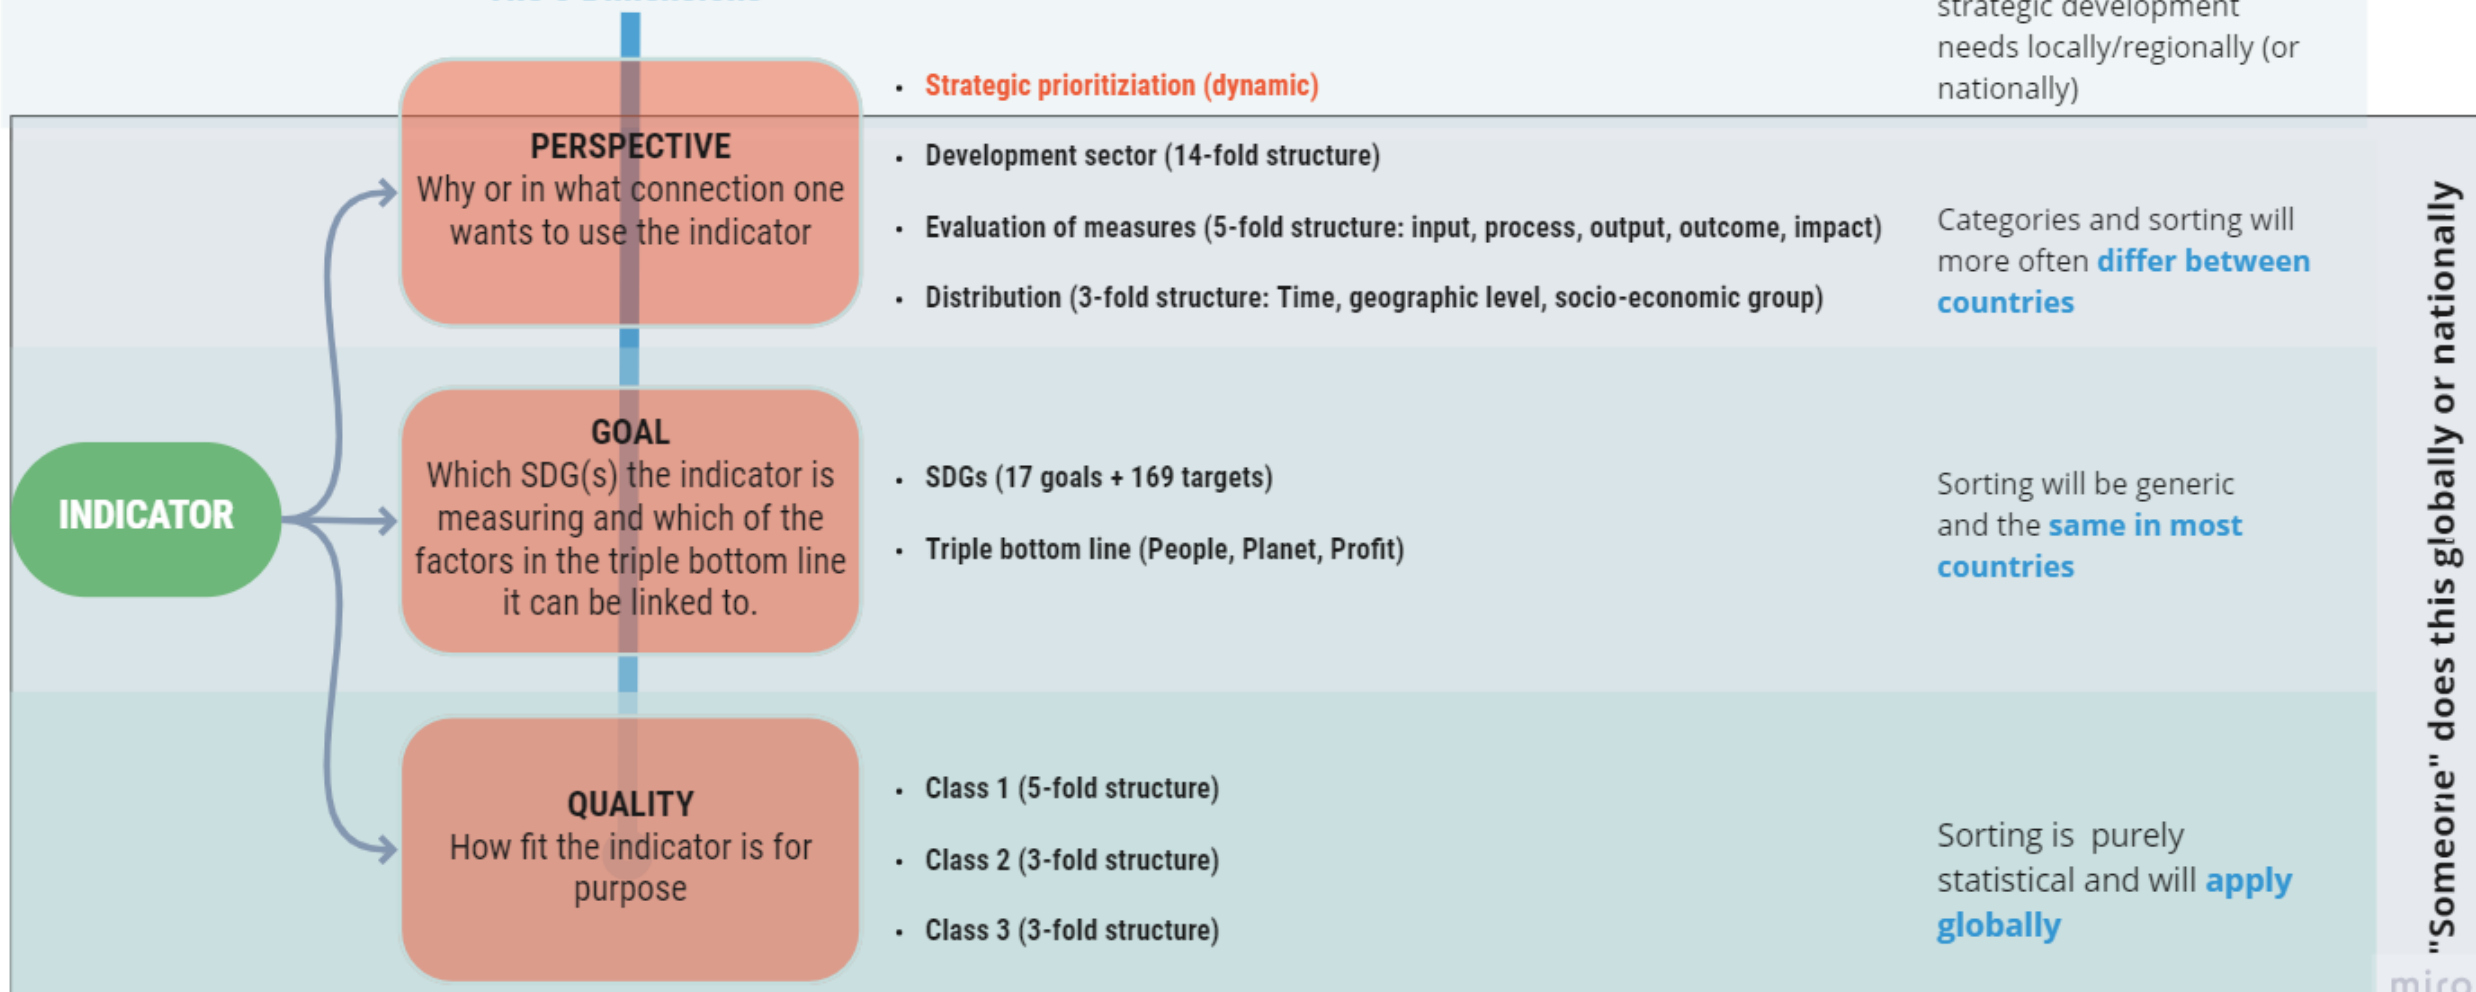 strategic development
needs locally/regionally (or
nationally)
• Strategic prioritiziation (dynamic)
PERSPECTIVE
Why or in what connection one
wants to use the indicator
• Development sector (14-fold structure)
• Evaluation of measures (5-fold structure: input, process, output, outcome, impact)
• Distribution (3-fold structure: Time, geographic level, socio-economic group)
Categories and sorting will
more often differ between
countries
INDICATOR
GOAL
Which SDG(s) the indicator is
measuring and which of the
factors in the triple bottom line
it can be linked to.
• SDGs (17 goals + 169 targets)
• Triple bottom line (People, Planet, Profit)
Sorting will be generic
and the same in most
countries
QUALITY
How fit the indicator is for
purpose
• Class 1 (5-fold structure)
• Class 2 (3-fold structure)
• Class 3 (3-fold structure)
Sorting is  purely
statistical and will apply
globally
"Someone" does this globally or nationally
miro